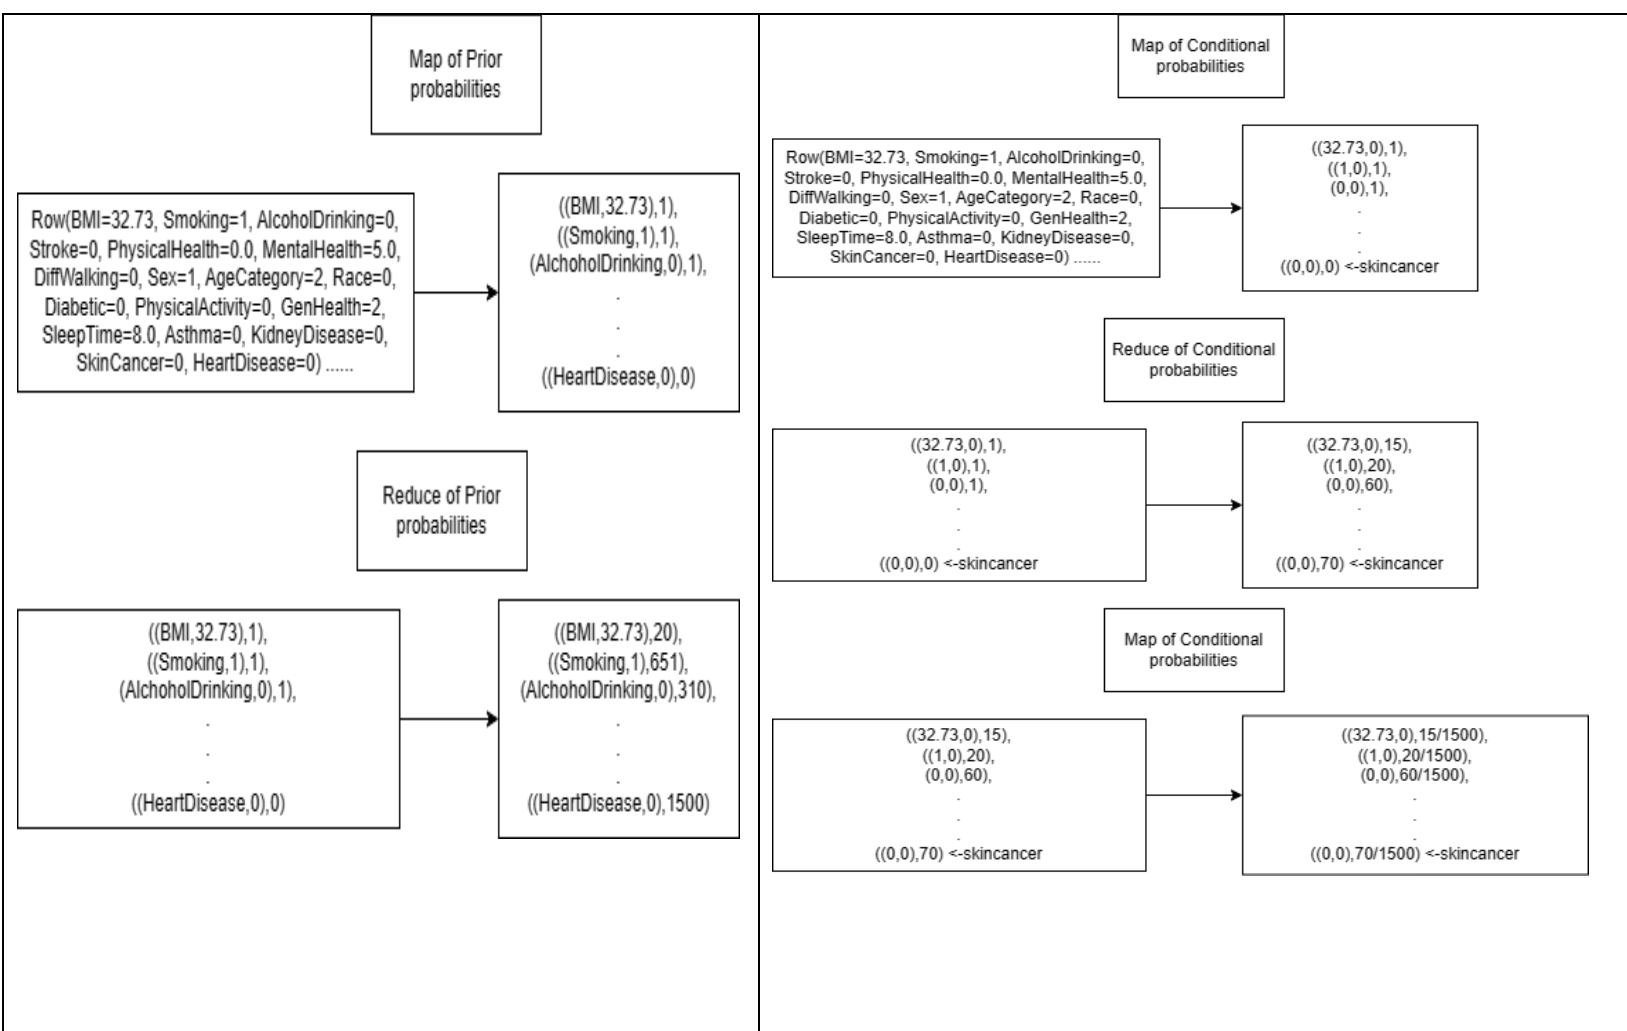 Map of Prior
probabilities
Row(BMI=32.73, Smoking=1, AlcoholDrinking=0,
Stroke=0, PhysicalHealth=0.0, MentalHealth=5.0,
DiffWalking=0, Sex=1, AgeCategory=2, Race=0,
Diabetic=0, PhysicalActivity=0, GenHealth=2,
SleepTime=8.0, Asthma=0, KidneyDisease=0,
SkinCancer=0, HeartDisease=0) ......
((BMI,32.73),1),
((Smoking,1),1),
(AlchoholDrinking,0),1),
.
.
.
((HeartDisease,0),0)
Reduce of Prior
probabilities
((BMI,32.73),1),
((Smoking,1),1),
(AlchoholDrinking,0),1),
.
.
.
((HeartDisease,0),0)
((BMI,32.73),20),
((Smoking,1),651),
(AlchoholDrinking,0),310),
.
.
.
((HeartDisease,0),1500)
Map of Conditional
probabilities
Row(BMI=32.73, Smoking=1, AlcoholDrinking=0,
Stroke=0, PhysicalHealth=0.0, MentalHealth=5.0,
DiffWalking=0, Sex=1, AgeCategory=2, Race=0,
Diabetic=0, PhysicalActivity=0, GenHealth=2,
SleepTime=8.0, Asthma=0, KidneyDisease=0,
SkinCancer=0, HeartDisease=0) ......
((32.73,0),1),
((1,0),1),
(0,0),1),
.
.
.
((0,0),0) <-skincancer
Reduce of Conditional
probabilities
((32.73,0),1),
((1,0),1),
(0,0),1),
.
.
.
((0,0),0) <-skincancer
((32.73,0),15),
((1,0),20),
(0,0),60),
.
.
.
((0,0),70) <-skincancer
Map of Conditional
probabilities
((32.73,0),15),
((1,0),20),
(0,0),60),
.
.
.
((0,0),70) <-skincancer
((32.73,0),15/1500),
((1,0),20/1500),
(0,0),60/1500),
.
.
.
((0,0),70/1500) <-skincancer